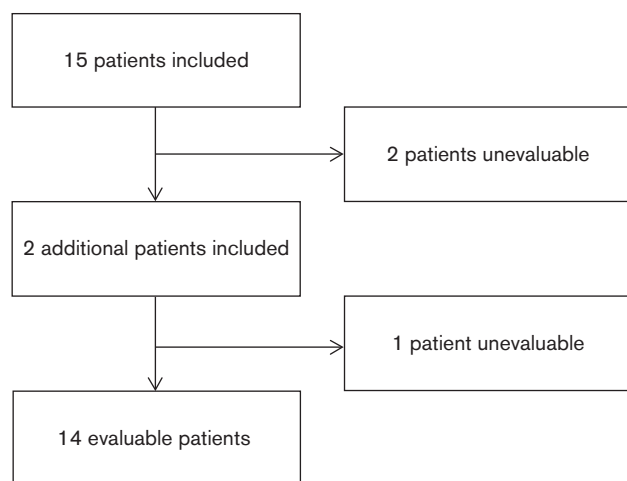 15 patients included
2 patients unevaluable
2 additional patients included
1 patient unevaluable
14 evaluable patients